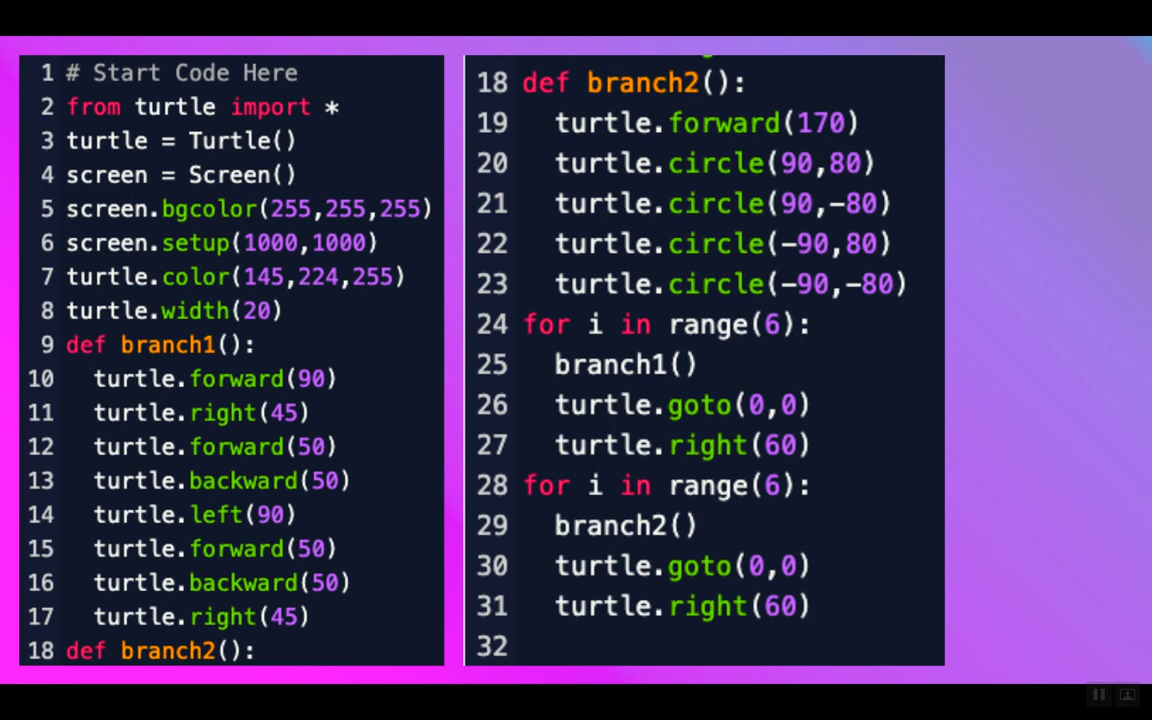 1 # Start Code Here
2 from turtle import *
3 turtle = Turtle()
4 screen = Screen()
5 screen.bgcolor(255,255,255)
6 screen.setup(1000,1000)
7 turtle.color(145,224,255)
8 turtle.width(20)
9 def branch1():
10   turtle.forward(90)
11   turtle.right(45)
12   turtle.forward(50)
13   turtle.backward(50)
14   turtle.left(90)
15   turtle.forward(50)
16   turtle.backward(50)
17   turtle.right(45)
18 def branch2():
18 def branch2():
19   turtle.forward(170)
20   turtle.circle(90,80)
21   turtle.circle(90,-80)
22   turtle.circle(-90,80)
23   turtle.circle(-90,-80)
24 for i in range(6):
25   branch1()
26   turtle.goto(0,0)
27   turtle.right(60)
28 for i in range(6):
29   branch2()
30   turtle.goto(0,0)
31   turtle.right(60)
32